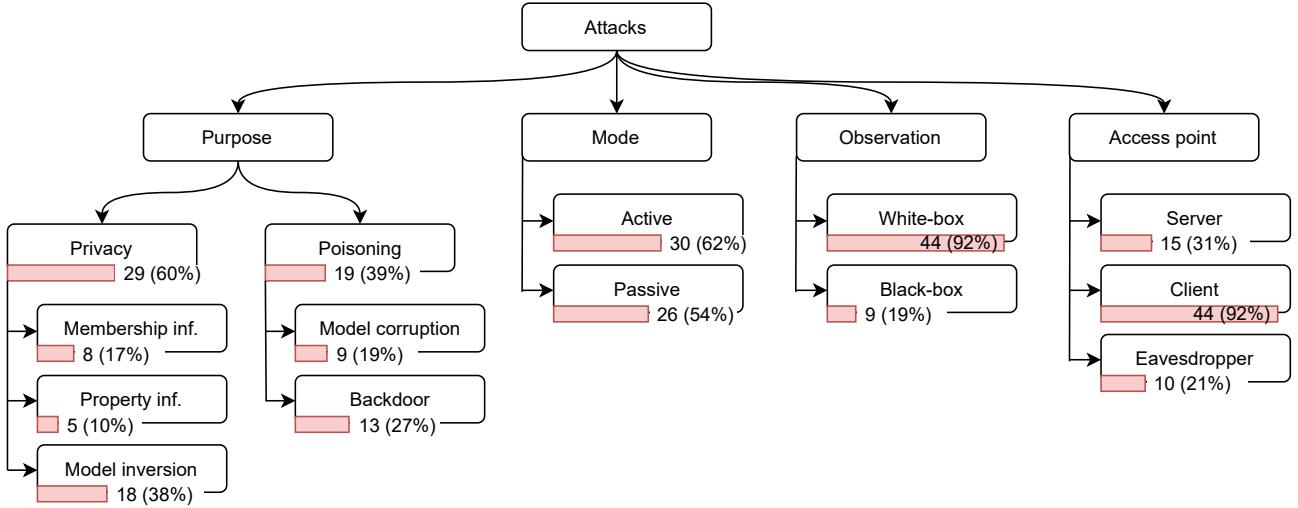 Attacks
Purpose
Mode
Observation
Access point
Privacy
29 (60%)
Membership inf.
8 (17%)
Property inf.
5 (10%)
Model inversion
18 (38%)
Poisoning
19 (39%)
Model corruption
9 (19%)
Backdoor
13 (27%)
Active
30 (62%)
Passive
26 (54%)
White-box
44 (92%)
Black-box
9 (19%)
Server
15 (31%)
Client
44 (92%)
Eavesdropper
10 (21%)